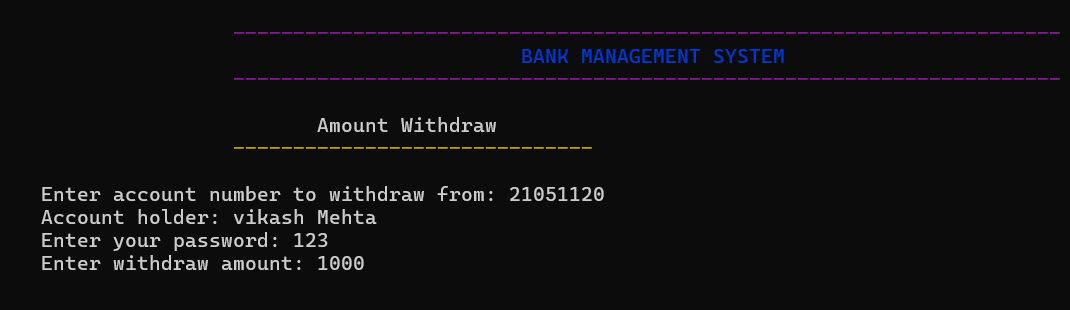 BANK MANAGEMENT SYSTEM
Amount Withdraw
Enter account number to withdraw from: 21051120
Account holder: vikash Mehta
Enter your password: 123
Enter withdraw amount: 1000